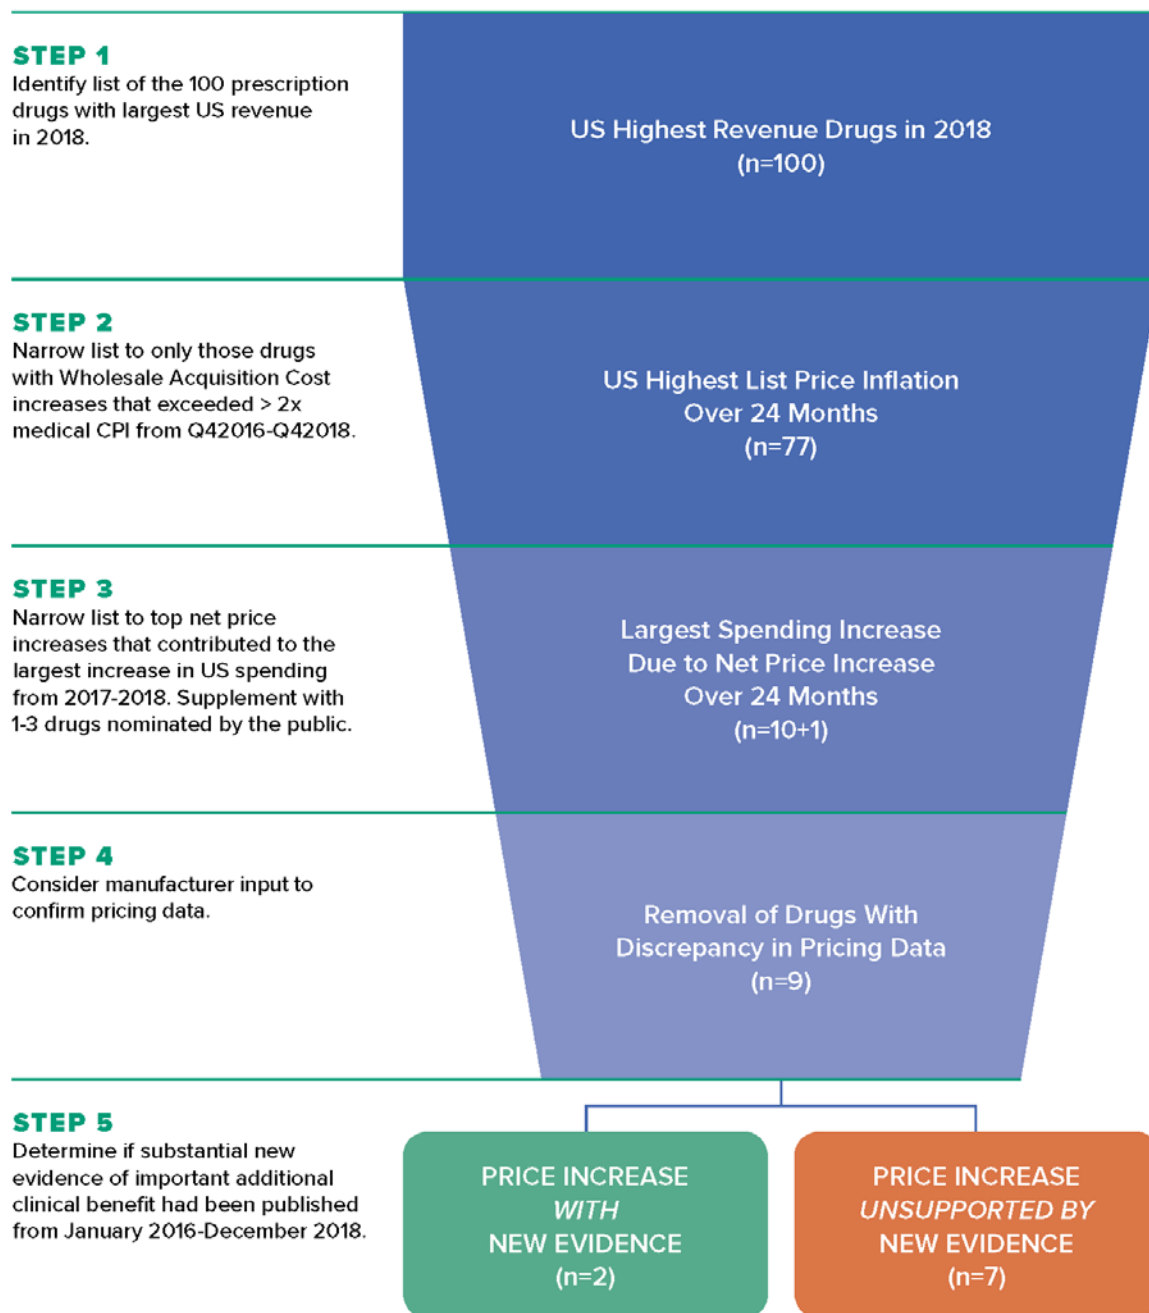 STEP 1
Identify list of the 100 prescription
drugs with largest US revenue
in 2018.
US Highest Revenue Drugs in 2018
(n=100)
STEP 2
Narrow list to only those drugs
with Wholesale Acquisition Cost
increases that exceeded > 2x
medical CPI from Q42016-Q42018.
US Highest List Price Inflation
Over 24 Months
(n=77)
STEP 3
Narrow list to top net price
increases that contributed to the
largest increase in US spending
from 2017-2018. Supplement with
1-3 drugs nominated by the public.
Largest Spending Increase
Due to Net Price Increase
Over 24 Months
(n=10+1)
STEP 4
Consider manufacturer input to
confirm pricing data.
Removal of Drugs With
Discrepancy in Pricing Data
(n=9)
STEP 5
Determine if substantial new
evidence of important additional
clinical benefit had been published
from January 2016-December 2018.
PRICE INCREASE
WITH
NEW EVIDENCE
(n=2)
PRICE INCREASE
UNSUPPORTED BY
NEW EVIDENCE
(n=7)